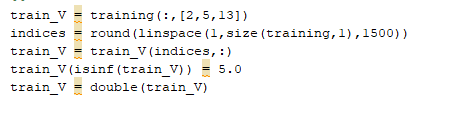 train_V = training(:,[2,5,13])
indices = round(linspace(1,size(training,1),1500))
train_V = train_V(indices,:)
train_V(isinf(train_V)) = 5.0
train_V = double(train_V)